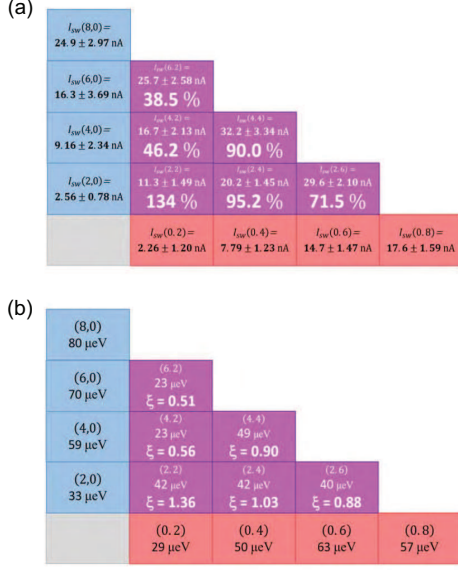 (a)
I_sw(8,0) =
24.9 ± 2.97 nA
I_sw(6,0) =
16.3 ± 3.69 nA
I_sw(6.2) =
25.7 ± 2.58 nA
38.5 %
I_sw(4,0) =
9.16 ± 2.34 nA
I_sw(4.2) =
16.7 ± 2.13 nA
46.2 %
I_sw(4,4) =
32.2 ± 3.34 nA
90.0 %
I_sw(2,0) =
2.56 ± 0.78 nA
I_sw(2.2) =
11.3 ± 1.49 nA
134 %
I_sw(2,4) =
20.2 ± 1.45 nA
95.2 %
I_sw(2,6) =
29.6 ± 2.10 nA
71.5 %
I_sw(0.2) =
2.26 ± 1.20 nA
I_sw(0.4) =
7.79 ± 1.23 nA
I_sw(0.6) =
14.7 ± 1.47 nA
I_sw(0.8) =
17.6 ± 1.59 nA
(b)
(8,0)
80 µeV
(6,0)
70 µeV
(6.2)
23 µeV
ξ = 0.51
(4,0)
59 µeV
(4.2)
23 µeV
ξ = 0.56
(4.4)
49 µeV
ξ = 0.90
(2,0)
33 µeV
(2.2)
42 µeV
ξ = 1.36
(2.4)
42 µeV
ξ = 1.03
(2.6)
40 µeV
ξ = 0.88
(0.2)
29 µeV
(0.4)
50 µeV
(0.6)
63 µeV
(0.8)
57 µeV